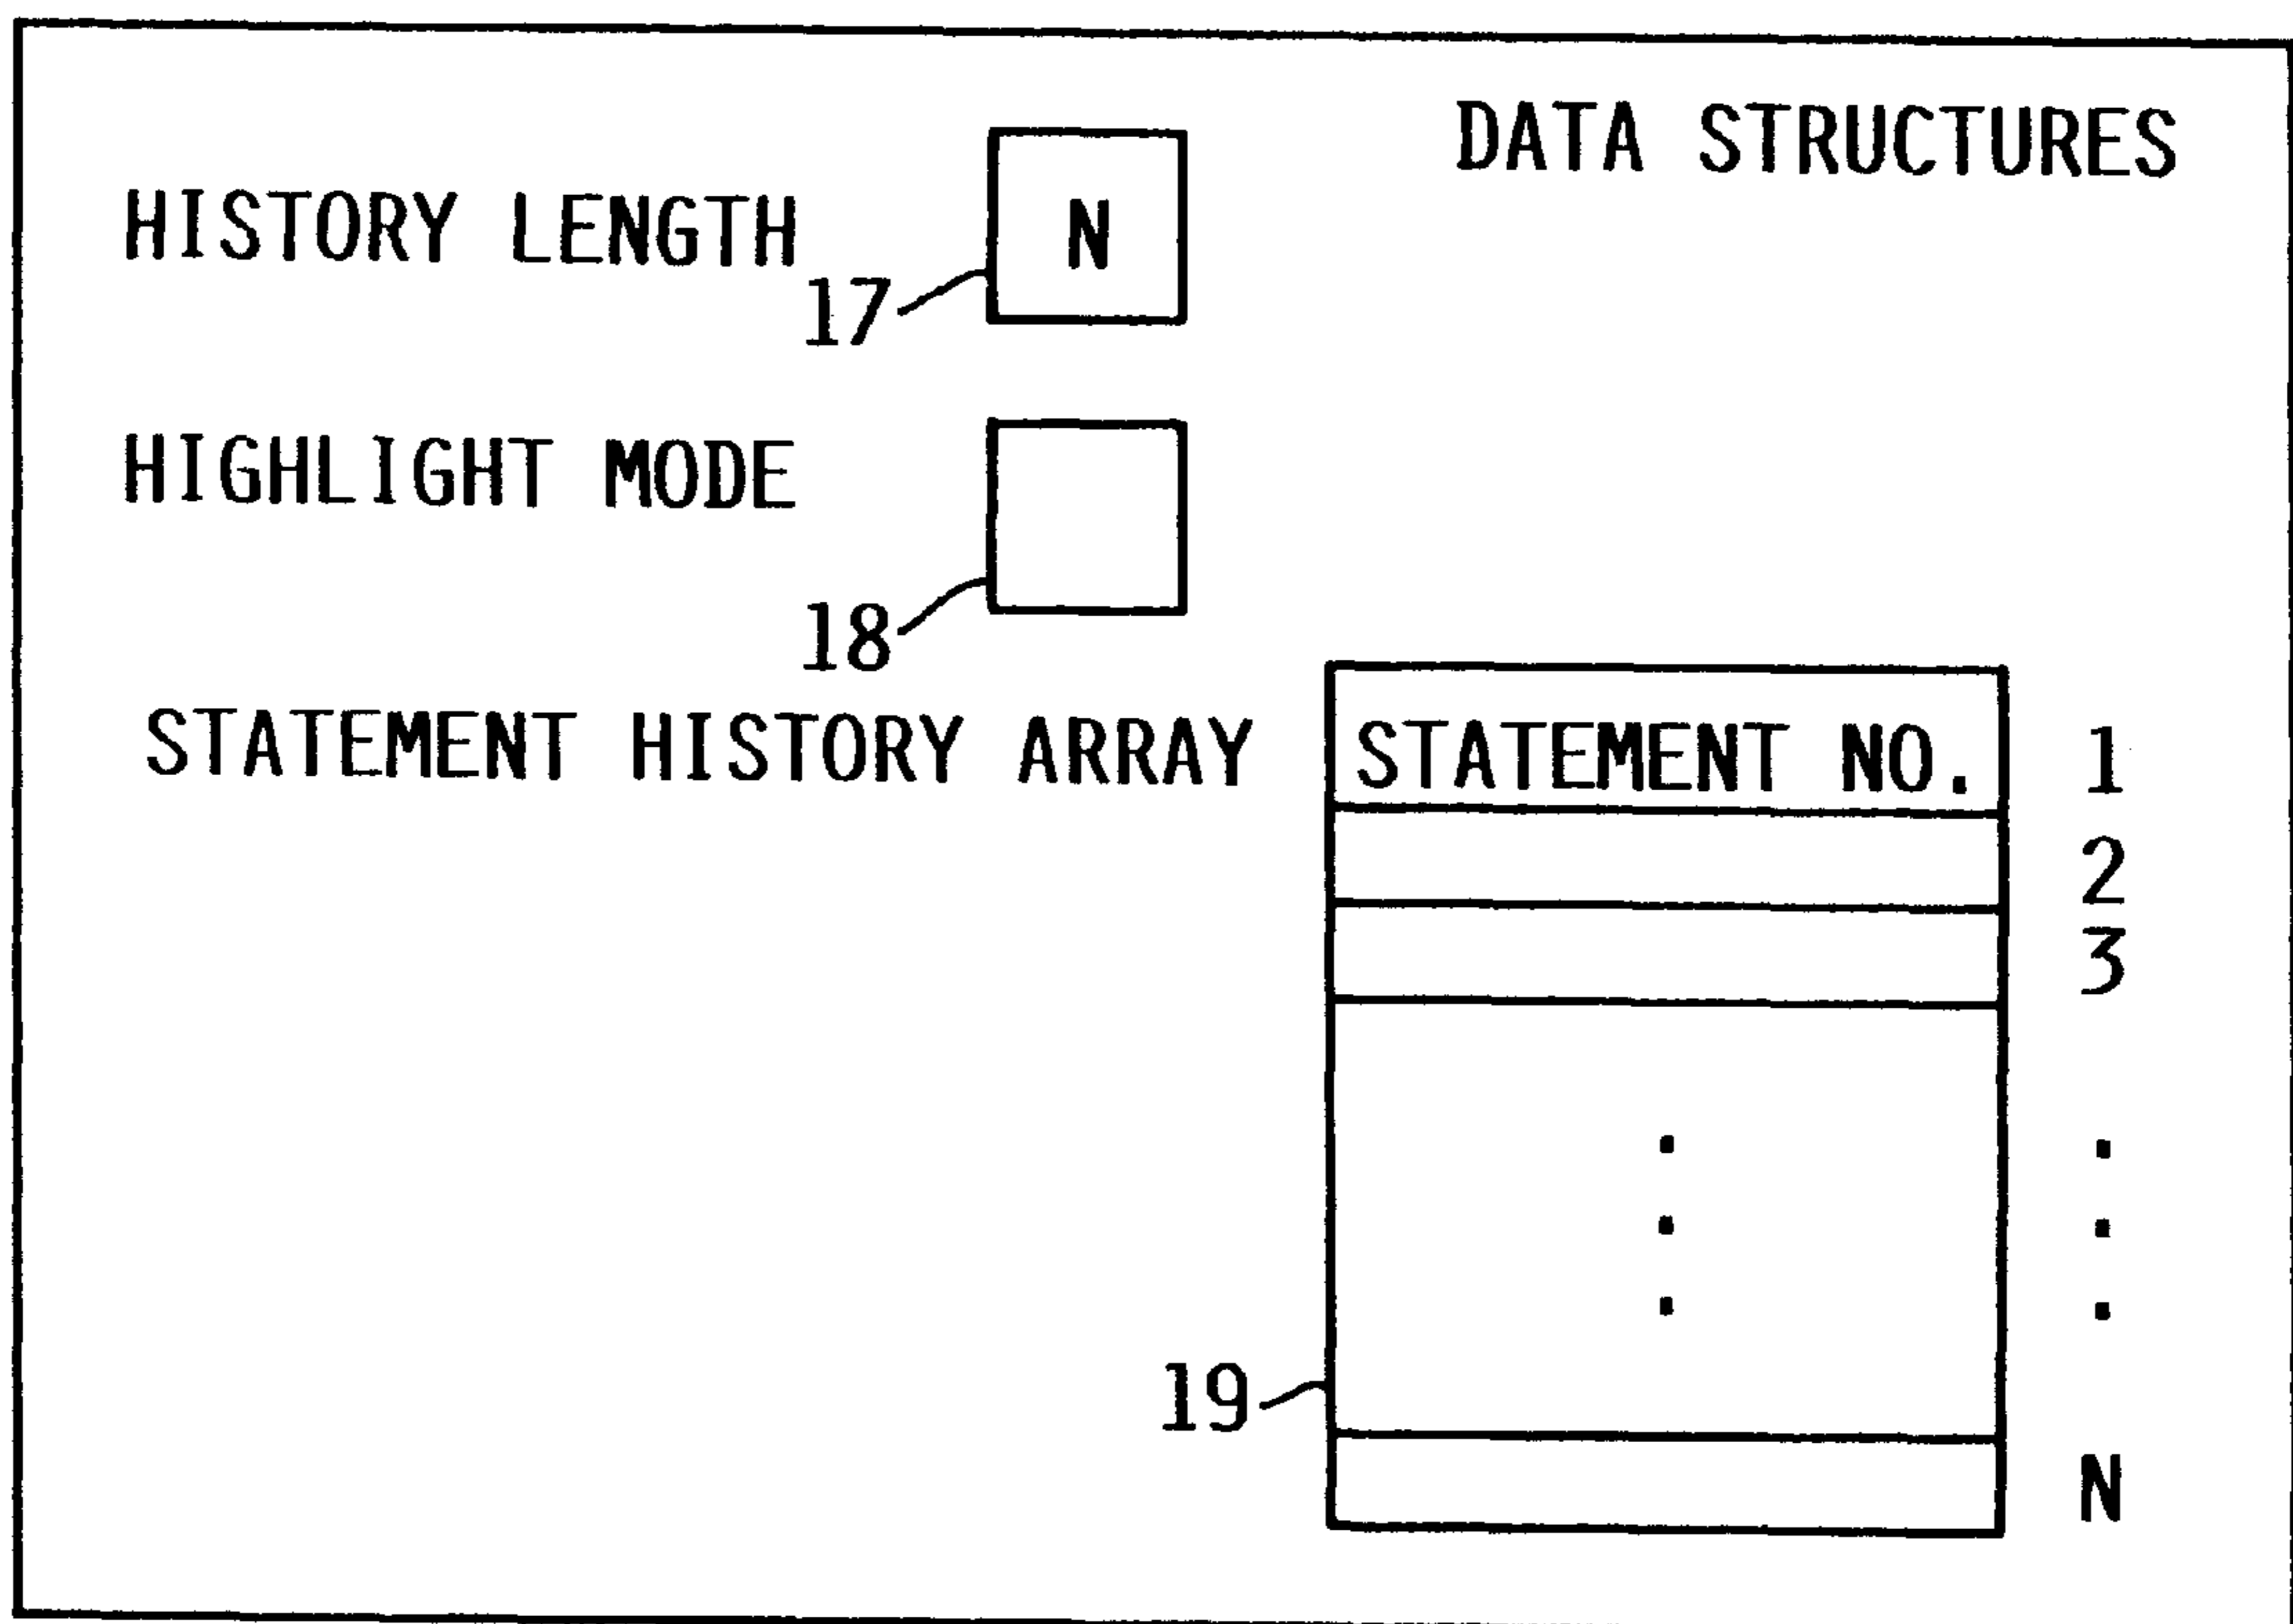 DATA STRUCTURES
HISTORY LENGTH
N
17
HIGHLIGHT MODE
18
STATEMENT HISTORY ARRAY
STATEMENT NO. 1
2
3
.
.
.
19
N